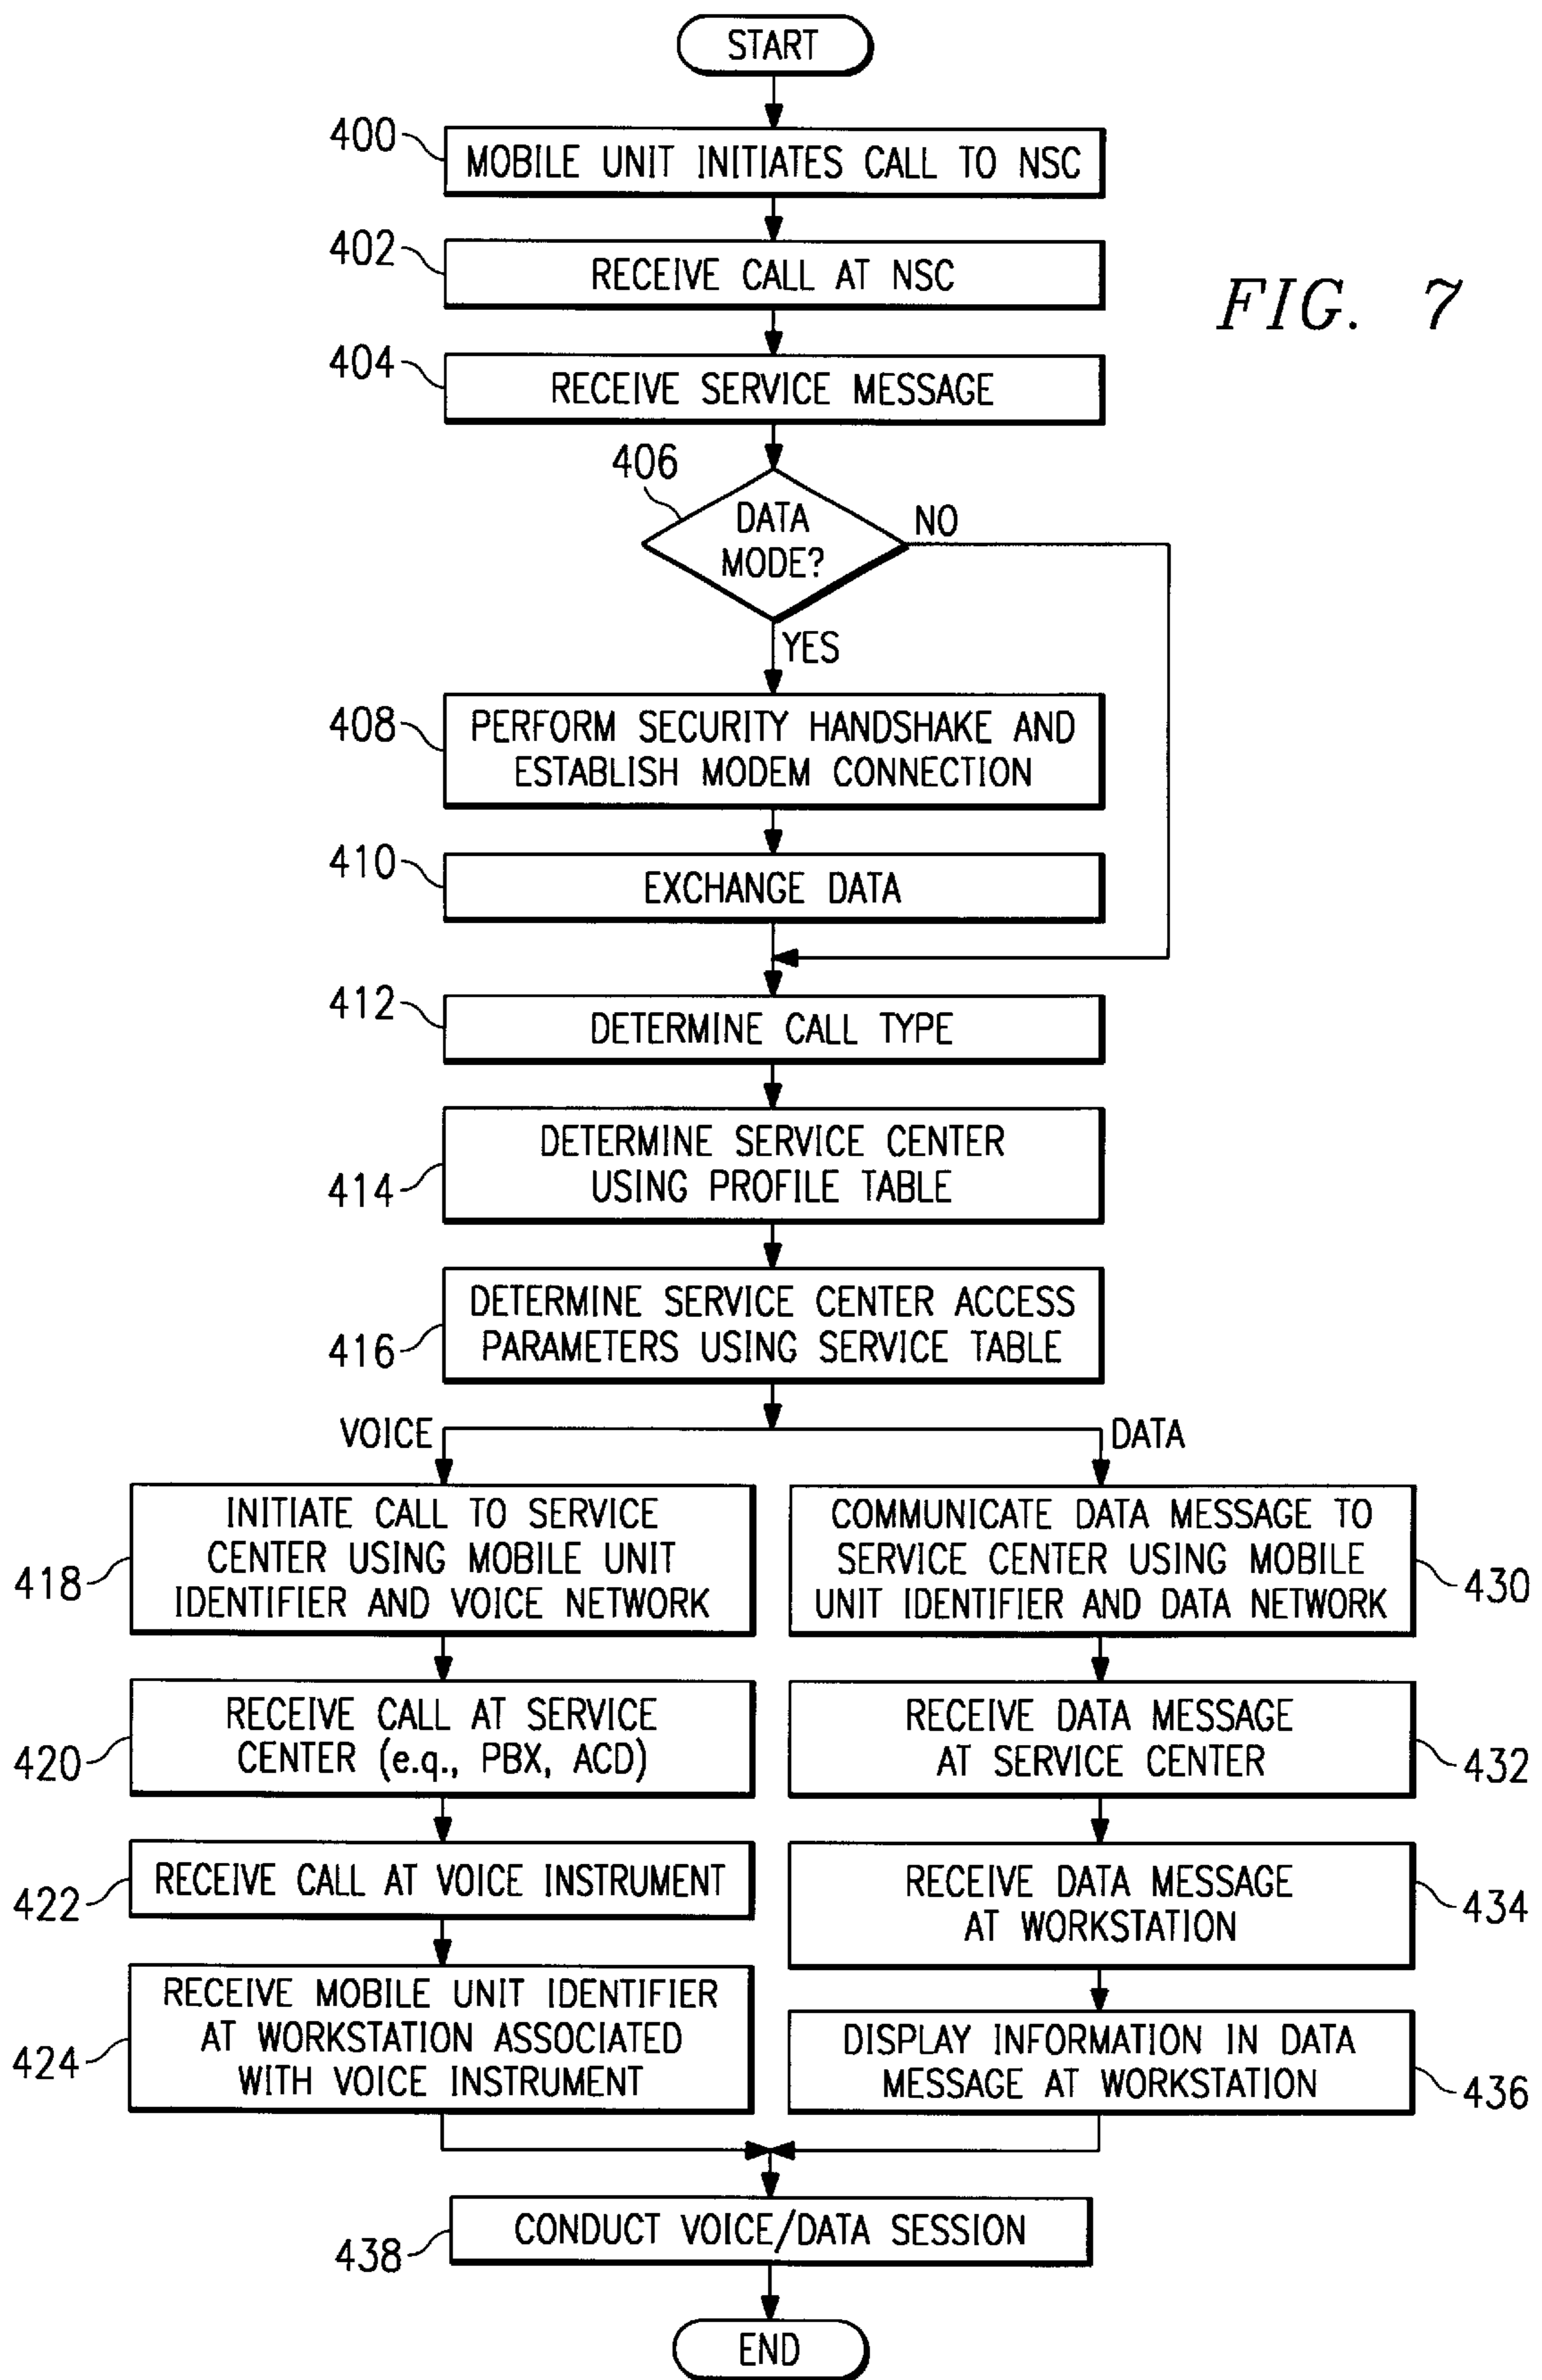 START
400
MOBILE UNIT INITIATES CALL TO NSC
402
RECEIVE CALL AT NSC
FIG. 7
404
RECEIVE SERVICE MESSAGE
406
DATA
MODE?
NO
YES
408
PERFORM SECURITY HANDSHAKE AND
ESTABLISH MODEM CONNECTION
410
EXCHANGE DATA
412
DETERMINE CALL TYPE
414
DETERMINE SERVICE CENTER
USING PROFILE TABLE
416
DETERMINE SERVICE CENTER ACCESS
PARAMETERS USING SERVICE TABLE
VOICE
DATA
418
INITIATE CALL TO SERVICE
CENTER USING MOBILE UNIT
IDENTIFIER AND VOICE NETWORK
COMMUNICATE DATA MESSAGE TO
SERVICE CENTER USING MOBILE
UNIT IDENTIFIER AND DATA NETWORK
430
420
RECEIVE CALL AT SERVICE
CENTER (e.q., PBX, ACD)
RECEIVE DATA MESSAGE
AT SERVICE CENTER
432
422
RECEIVE CALL AT VOICE INSTRUMENT
RECEIVE DATA MESSAGE
AT WORKSTATION
434
424
RECEIVE MOBILE UNIT IDENTIFIER
AT WORKSTATION ASSOCIATED
WITH VOICE INSTRUMENT
DISPLAY INFORMATION IN DATA
MESSAGE AT WORKSTATION
436
438
CONDUCT VOICE/DATA SESSION
END